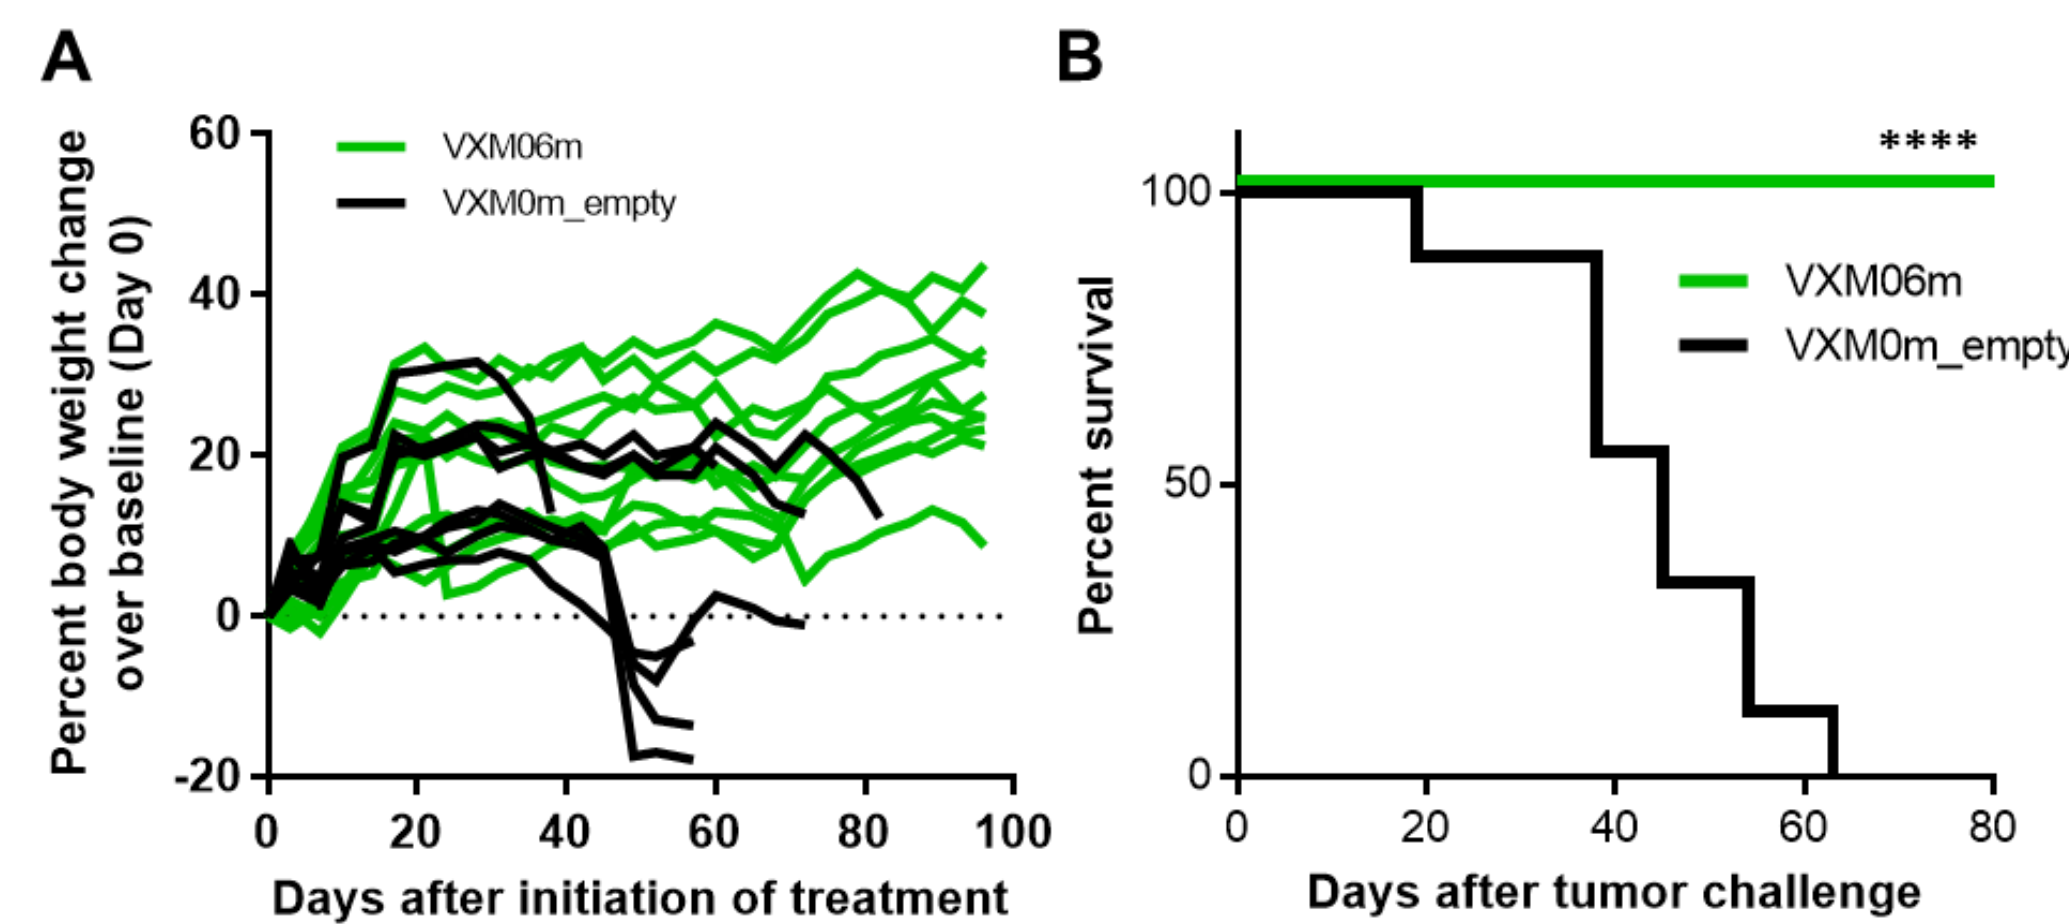 A
Percent body weight change
over baseline (Day 0)
60
40
20
0
-20
VXM06m
VXM0m_empty
0 20 40 60 80 100
Days after initiation of treatment
B
Percent survival
100
50
0
****
VXM06m
VXM0m_empty
0 20 40 60 80
Days after tumor challenge